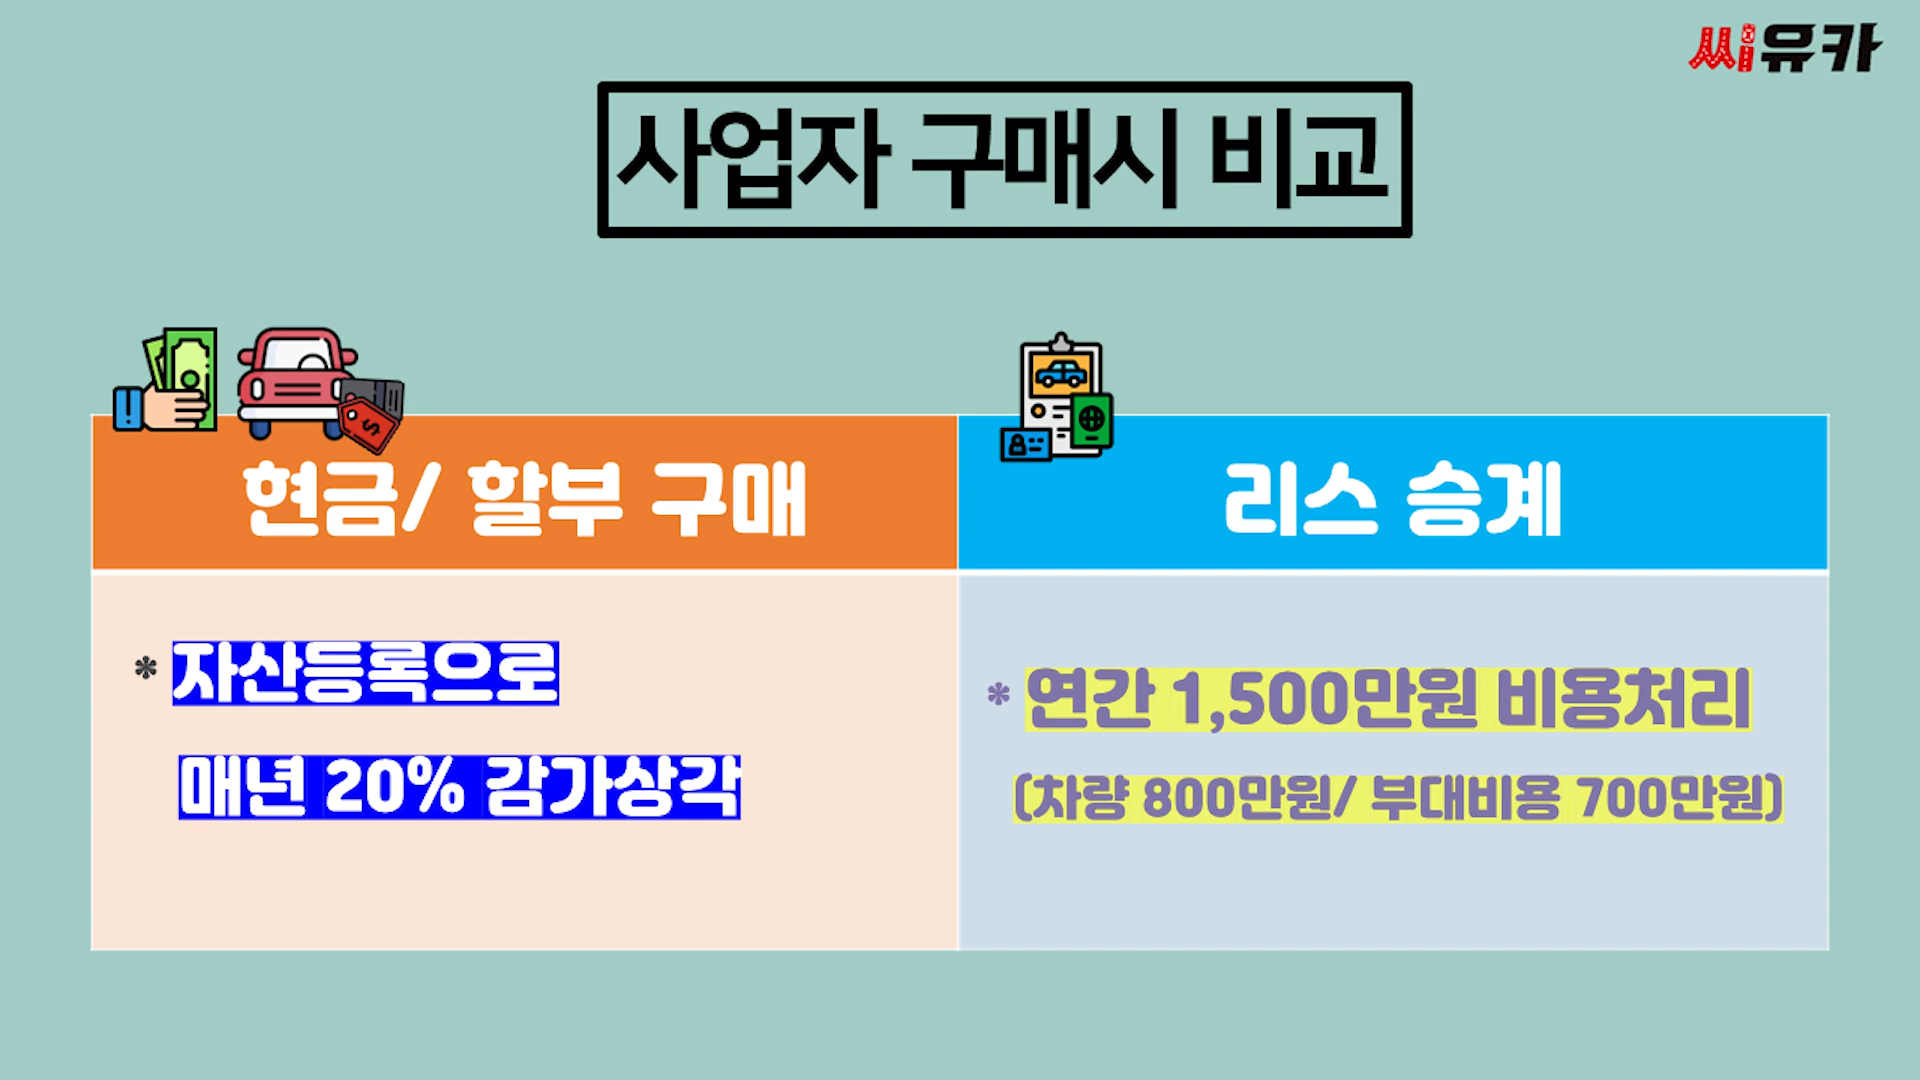 씨유카
사업자 구매시 비교
현금/ 할부 구매
리스 승계
* 자산등록으로
매년 20% 감가상각
* 연간 1,500만원 비용처리
(차량 800만원/ 부대비용 700만원)